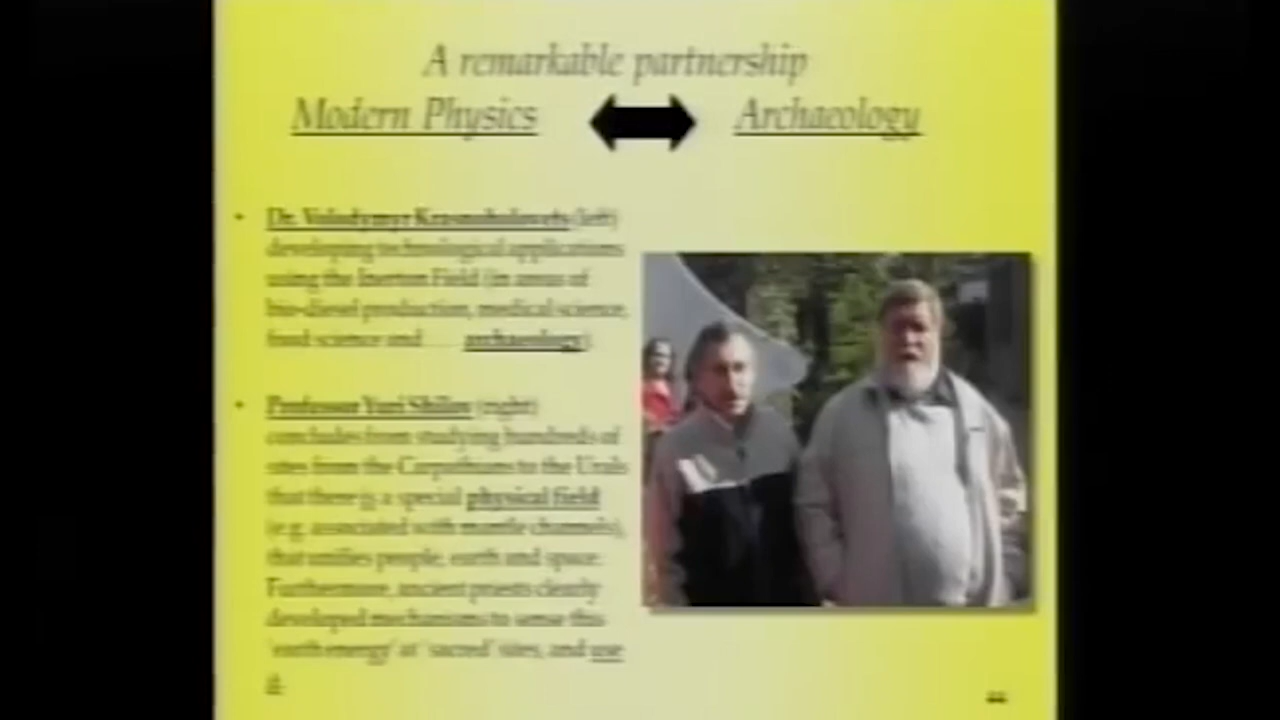 A remarkable partnership
Modern Physics Archaeology
• Dr. Volodymyr Krasnoholovets (left)
developing technological applications
using the Inerton Field (in areas of
bio-diesel production, medical science,
food science and ..... archaeology)
• Professor Yuri Shilov (right)
concludes from studying hundreds of
sites from the Carpathians to the Urals
that there is a special physical field
(e.g. associated with mantle channels),
that unifies people, earth and space.
Furthermore, ancient priests clearly
developed mechanisms to sense this
'earth energy' at 'sacred' sites, and use
it.